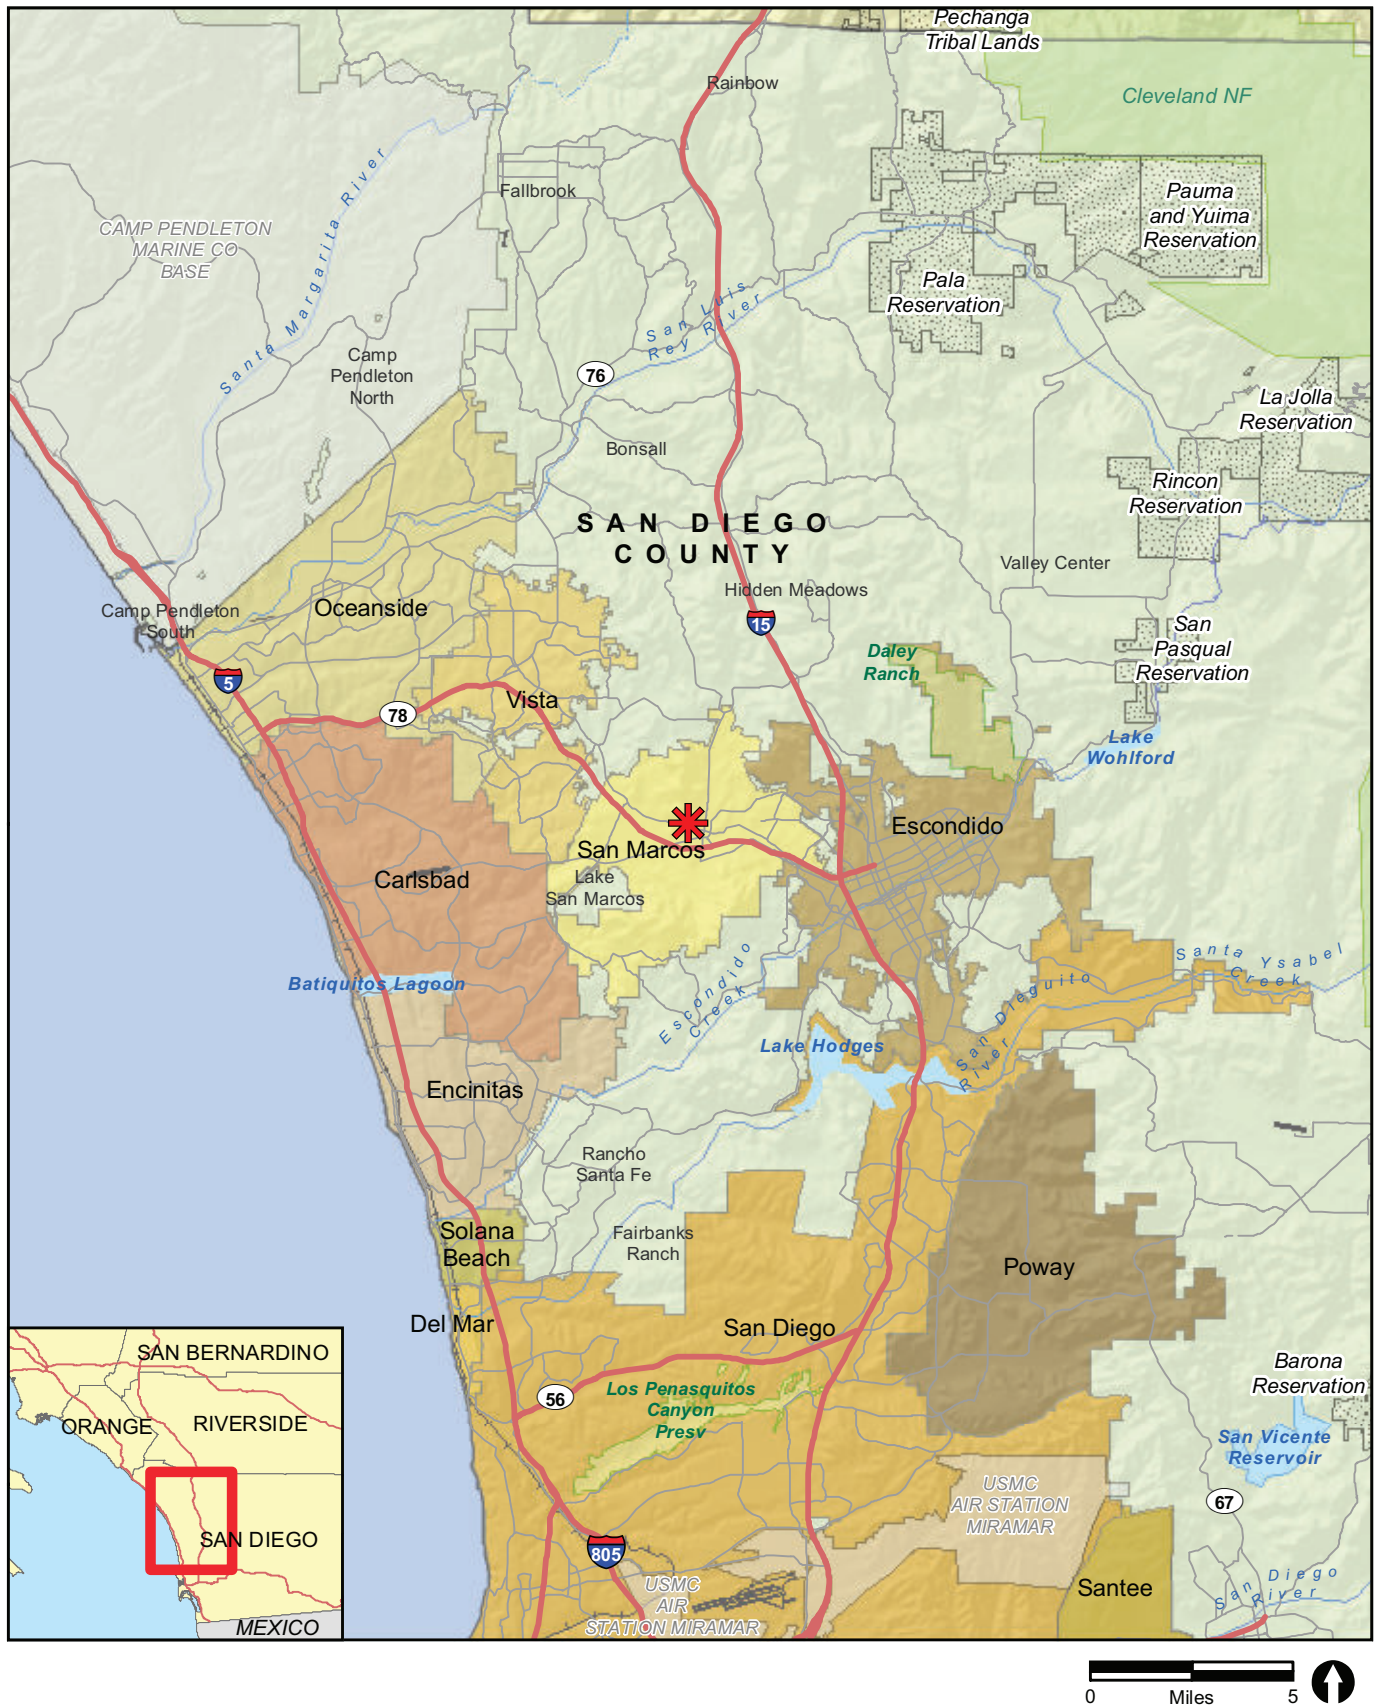 Pechanga
Tribal Lands
Rainbow
Cleveland NF
Santa Margarita River
Fallbrook
Pauma
and Yuima
Reservation
CAMP PENDLETON
MARINE CO
BASE
Pala
Reservation
San Luis
Rey River
Camp
Pendleton
North
76
La Jolla
Reservation
Bonsall
Rincon
Reservation
SAN DIEGO
COUNTY
Valley Center
Hidden Meadows
Oceanside
Camp Pendleton
South
15
San
Pasqual
Reservation
Daley
Ranch
5
Vista
78
Lake
Wohlford
Escondido
San Marcos
Carlsbad
Lake
San Marcos
Santa Ysabel
Creek
Escondido
Creek
Batiquitos Lagoon
San Dieguito
River
Lake Hodges
Encinitas
Rancho
Santa Fe
Solana
Beach
Fairbanks
Ranch
Poway
Del Mar
San Diego
Barona
Reservation
56
Los Penasquitos
Canyon
Presv
San Vicente
Reservoir
USMC
AIR STATION
MIRAMAR
67
805
USMC
AIR
STATION MIRAMAR
Santee
San Diego
River
SAN BERNARDINO
ORANGE
RIVERSIDE
SAN DIEGO
MEXICO
0 Miles 5